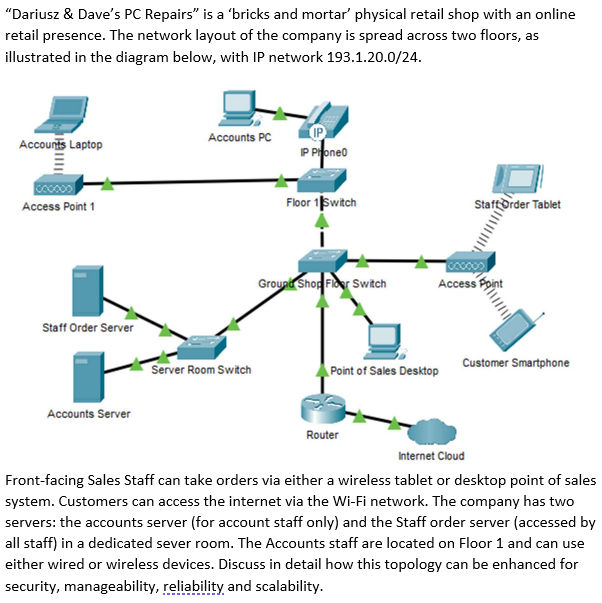 “Dariusz & Dave’s PC Repairs” is a ‘bricks and mortar’ physical retail shop with an online
retail presence. The network layout of the company is spread across two floors, as
illustrated in the diagram below, with IP network 193.1.20.0/24.
Accounts Laptop
Accounts PC
IP
IP Phone0
Access Point 1
Floor 1 Switch
Staff Order Tablet
Ground Shop Floor Switch
Access Point
Staff Order Server
Server Room Switch
Point of Sales Desktop
Customer Smartphone
Accounts Server
Router
Internet Cloud
Front-facing Sales Staff can take orders via either a wireless tablet or desktop point of sales
system. Customers can access the internet via the Wi-Fi network. The company has two
servers: the accounts server (for account staff only) and the Staff order server (accessed by
all staff) in a dedicated sever room. The Accounts staff are located on Floor 1 and can use
either wired or wireless devices. Discuss in detail how this topology can be enhanced for
security, manageability, reliability and scalability.